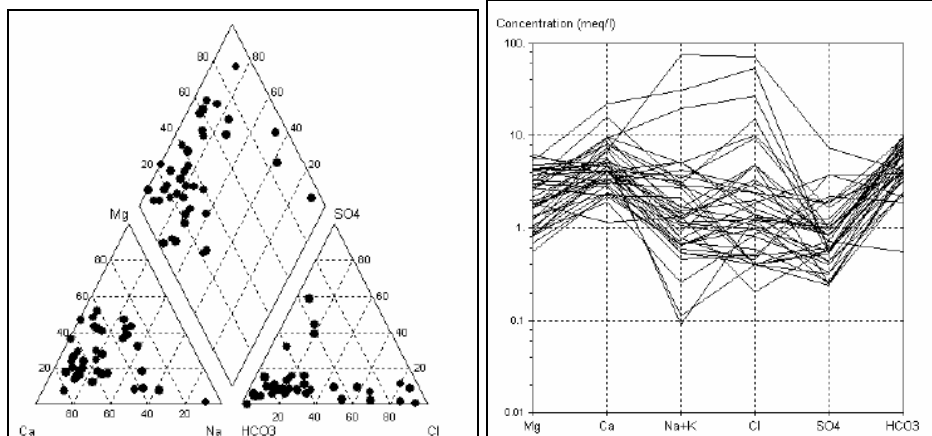 80 80
60 60
40 40
20 20
Mg SO4
80 80
60 60
40 40
20 20
80 60 40 20
20 40 60 80
Ca Na HCO3 Cl
Concentration (meq/l)
100.
10.
1.
0.1
0.01
Mg Ca Na+K Cl SO4 HCO3